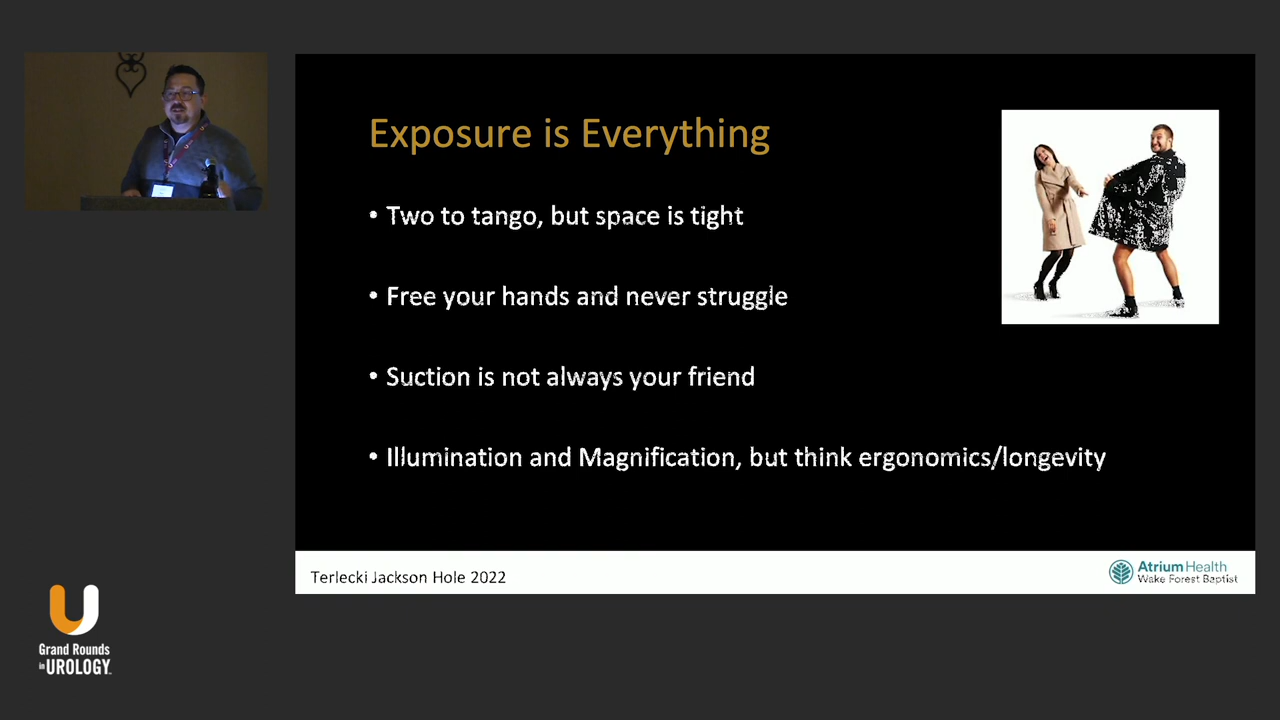 Exposure is Everything
• Two to tango, but space is tight
• Free your hands and never struggle
• Suction is not always your friend
• Illumination and Magnification, but think ergonomics/longevity
Terlecki Jackson Hole 2022
Atrium Health
Wake Forest Baptist
Grand Rounds
in UROLOGY